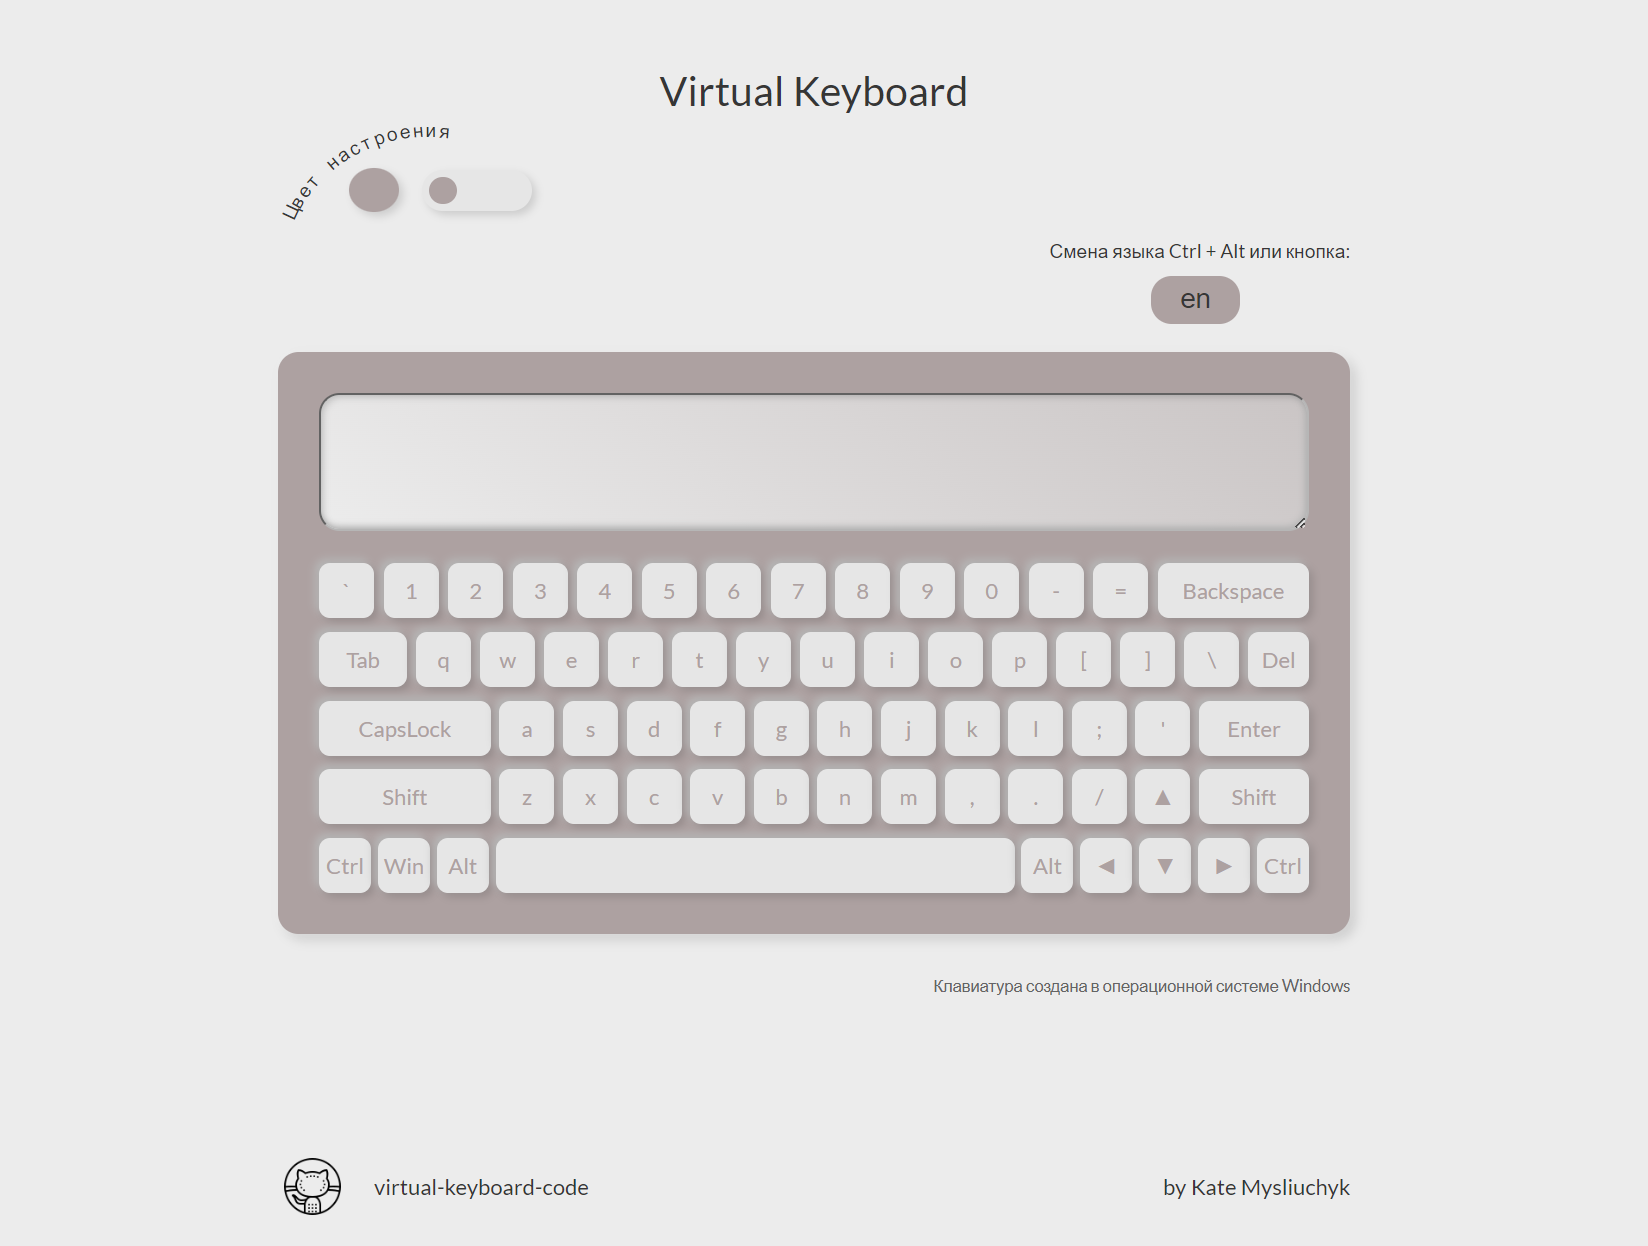 Virtual Keyboard
Цвет настроения
Смена языка Ctrl + Alt или кнопка:
en
` 1 2 3 4 5 6 7 8 9 0 - = Backspace
Tab q w e r t y u i o p [ ] \ Del
CapsLock a s d f g h j k l ; ' Enter
Shift z x c v b n m , . / ▲ Shift
Ctrl Win Alt Alt ◄ ▼ ► Ctrl
Клавиатура создана в операционной системе Windows
virtual-keyboard-code
by Kate Mysliuchyk